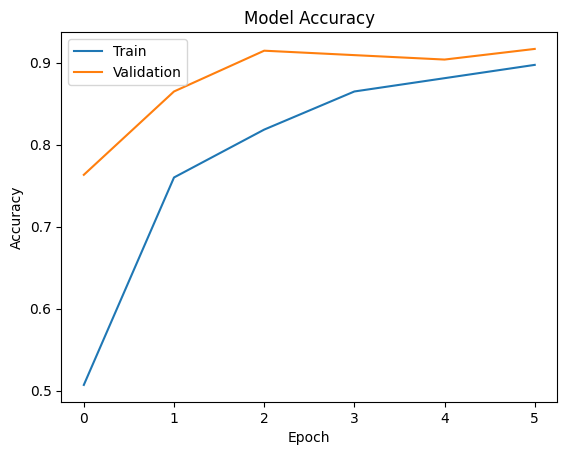 Model Accuracy
Train
Validation
0.9
0.8
0.7
0.6
0.5
Accuracy
0 1 2 3 4 5
Epoch